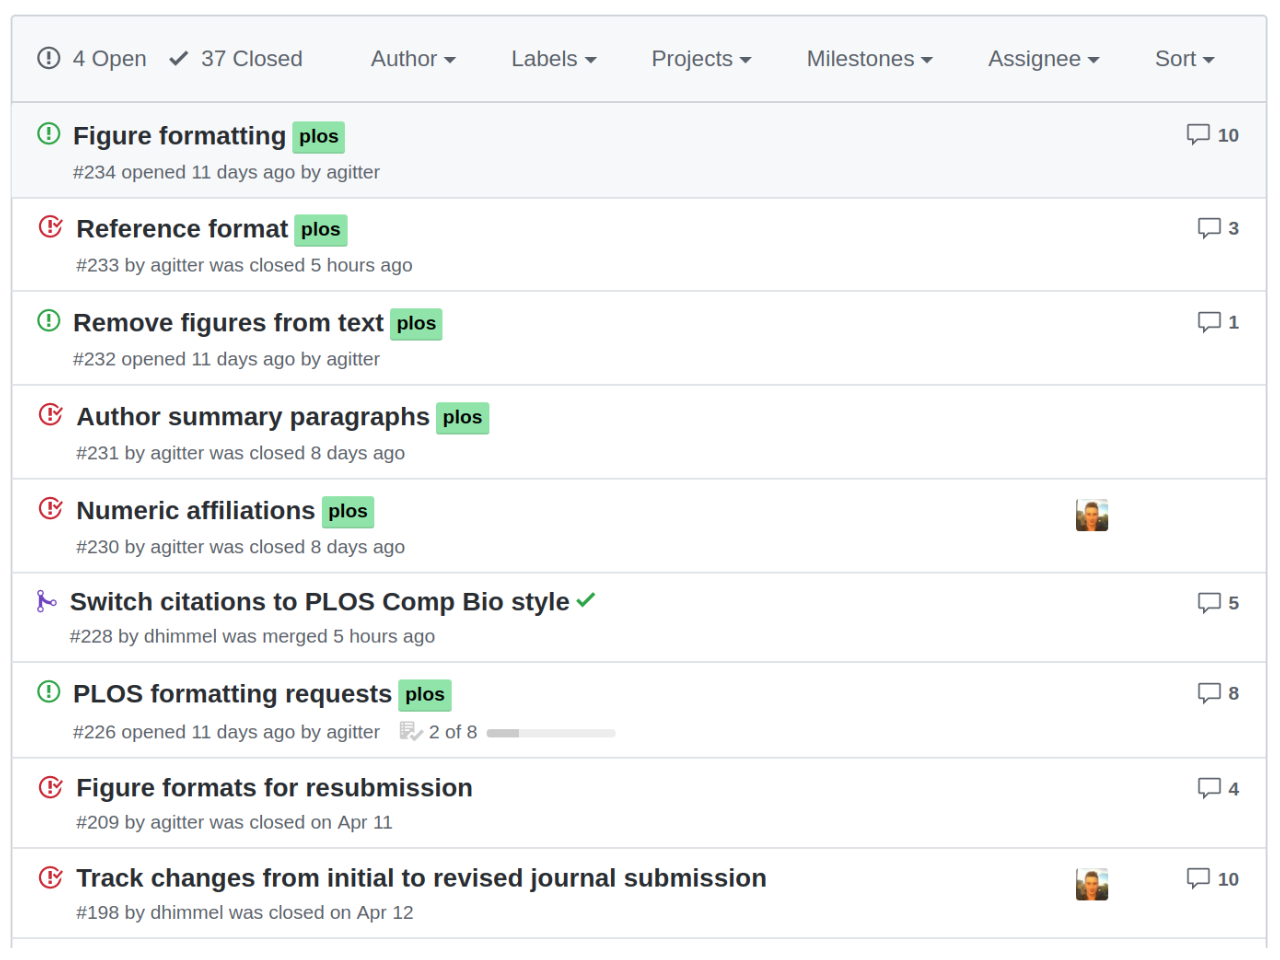 4 Open 37 Closed Author Labels Projects Milestones Assignee Sort
Figure formatting plos 10
#234 opened 11 days ago by agitter
Reference format plos 3
#233 by agitter was closed 5 hours ago
Remove figures from text plos 1
#232 opened 11 days ago by agitter
Author summary paragraphs plos
#231 by agitter was closed 8 days ago
Numeric affiliations plos
#230 by agitter was closed 8 days ago
Switch citations to PLOS Comp Bio style 5
#228 by dhimmel was merged 5 hours ago
PLOS formatting requests plos 8
#226 opened 11 days ago by agitter 2 of 8
Figure formats for resubmission 4
#209 by agitter was closed on Apr 11
Track changes from initial to revised journal submission 10
#198 by dhimmel was closed on Apr 12